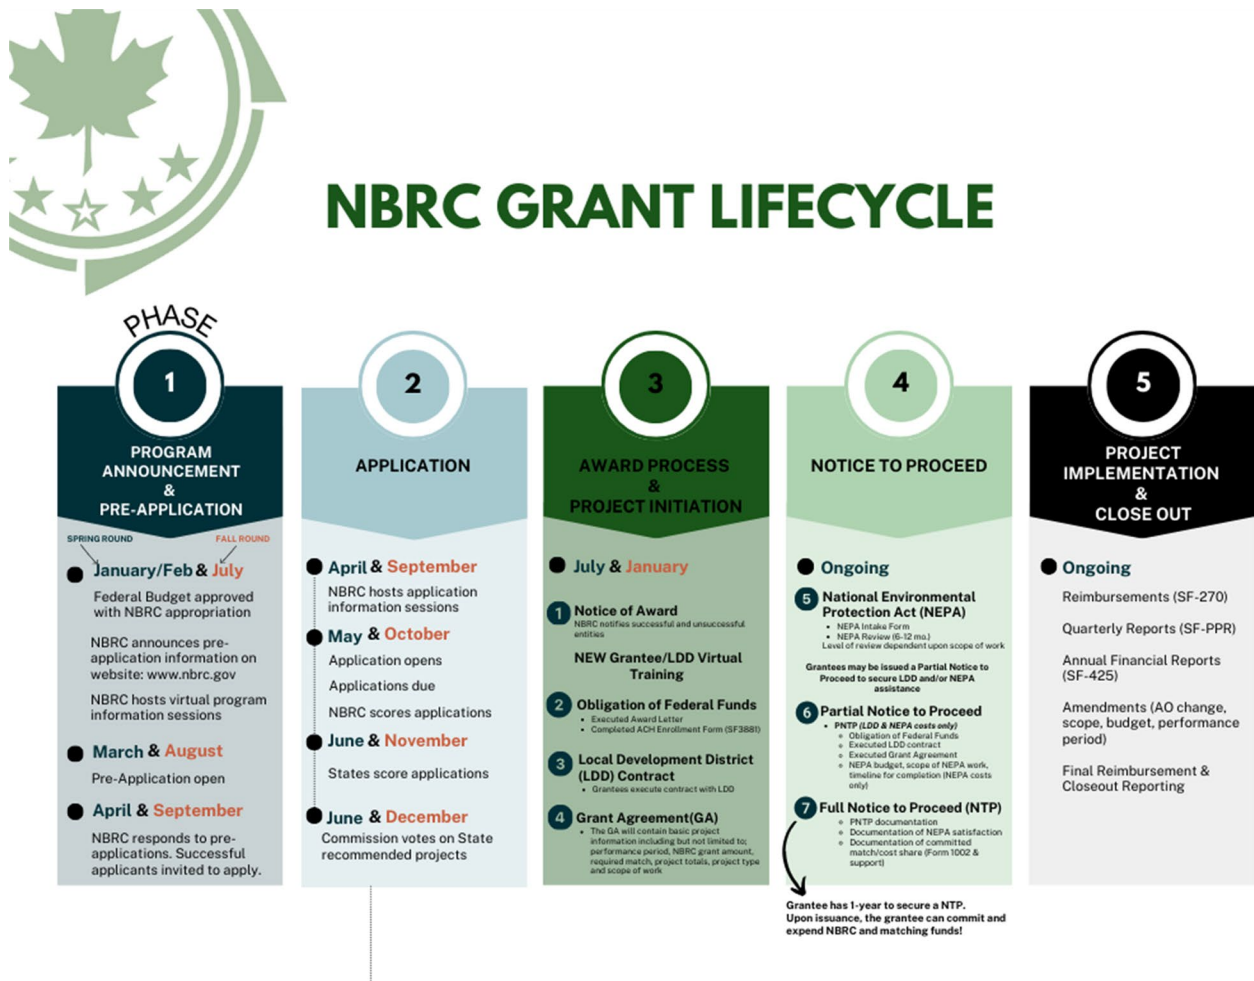 NBRC GRANT LIFECYCLE
PHASE
1
PROGRAM
ANNOUNCEMENT
&
PRE-APPLICATION
SPRING ROUND
FALL ROUND
January/Feb & July
Federal Budget approved
with NBRC appropriation
NBRC announces pre-
application information on
website: www.nbrc.gov
NBRC hosts virtual program
information sessions
March & August
Pre-Application open
April & September
NBRC responds to pre-
applications. Successful
applicants invited to apply.
2
APPLICATION
April & September
NBRC hosts application
information sessions
May & October
Application opens
Applications due
NBRC scores applications
June & November
States score applications
June & December
Commission votes on State
recommended projects
3
AWARD PROCESS
&
PROJECT INITIATION
July & January
1 Notice of Award
NBRC notifies successful and unsuccessful
entities
NEW Grantee/LDD Virtual
Training
2 Obligation of Federal Funds
• Executed Award Letter
• Completed ACH Enrollment Form (SF3881)
3 Local Development District
(LDD) Contract
• Grantees execute contract with LDD
4 Grant Agreement(GA)
• The GA will contain basic project
information including but not limited to;
performance period, NBRC grant amount,
required match, project totals, project type
and scope of work
4
NOTICE TO PROCEED
Ongoing
5 National Environmental
Protection Act (NEPA)
• NEPA Intake Form
• NEPA Review (6-12 mo.)
Level of review dependent upon scope of work
Grantees may be issued a Partial Notice to
Proceed to secure LDD and/or NEPA
assistance
6 Partial Notice to Proceed
• PNTP (LDD & NEPA costs only)
○ Obligation of Federal Funds
○ Executed LDD contract
○ Executed Grant Agreement
○ NEPA budget, scope of NEPA work,
timeline for completion (NEPA costs
only)
7 Full Notice to Proceed (NTP)
○ PNTP documentation
○ Documentation of NEPA satisfaction
○ Documentation of committed
match/cost share (Form 1002 &
support)
Grantee has 1-year to secure a NTP.
Upon issuance, the grantee can commit and
expend NBRC and matching funds!
5
PROJECT
IMPLEMENTATION
&
CLOSE OUT
Ongoing
Reimbursements (SF-270)
Quarterly Reports (SF-PPR)
Annual Financial Reports
(SF-425)
Amendments (AO change,
scope, budget, performance
period)
Final Reimbursement &
Closeout Reporting